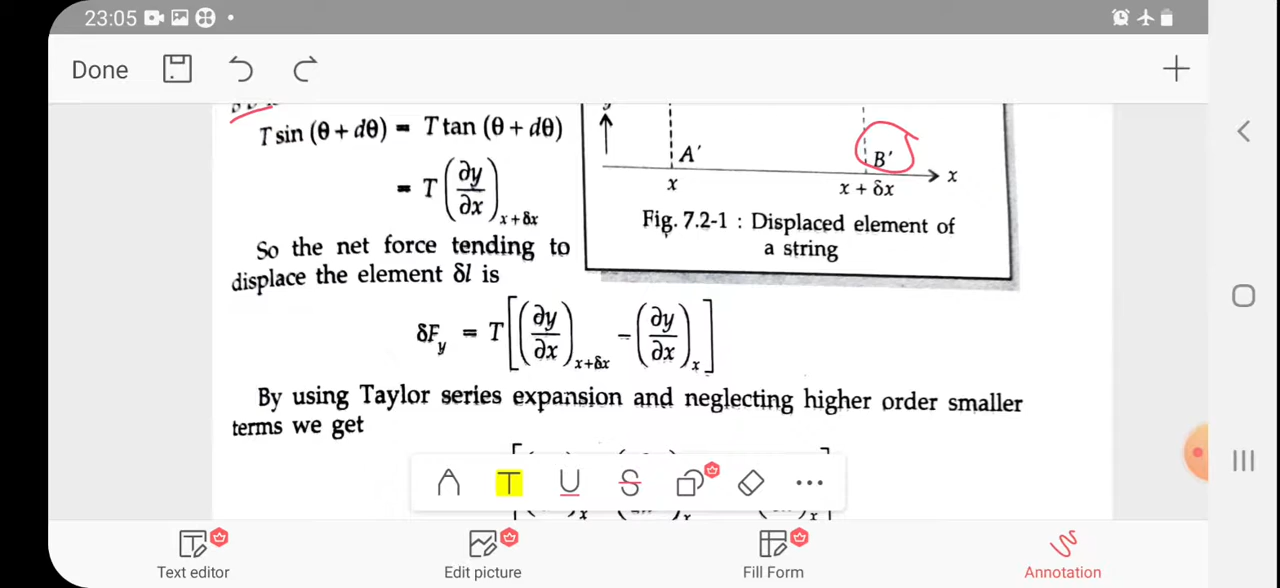 23:05
Done
T sin (θ + dθ) = T tan (θ + dθ)
= T (∂y/∂x)x+δx
So the net force tending to
displace the element δl is
y
A′
B′
x
x + δx
x
Fig. 7.2-1 : Displaced element of
a string
δFy = T[(∂y/∂x)x+δx − (∂y/∂x)x]
By using Taylor series expansion and neglecting higher order smaller
terms we get
Text editor
Edit picture
Fill Form
Annotation